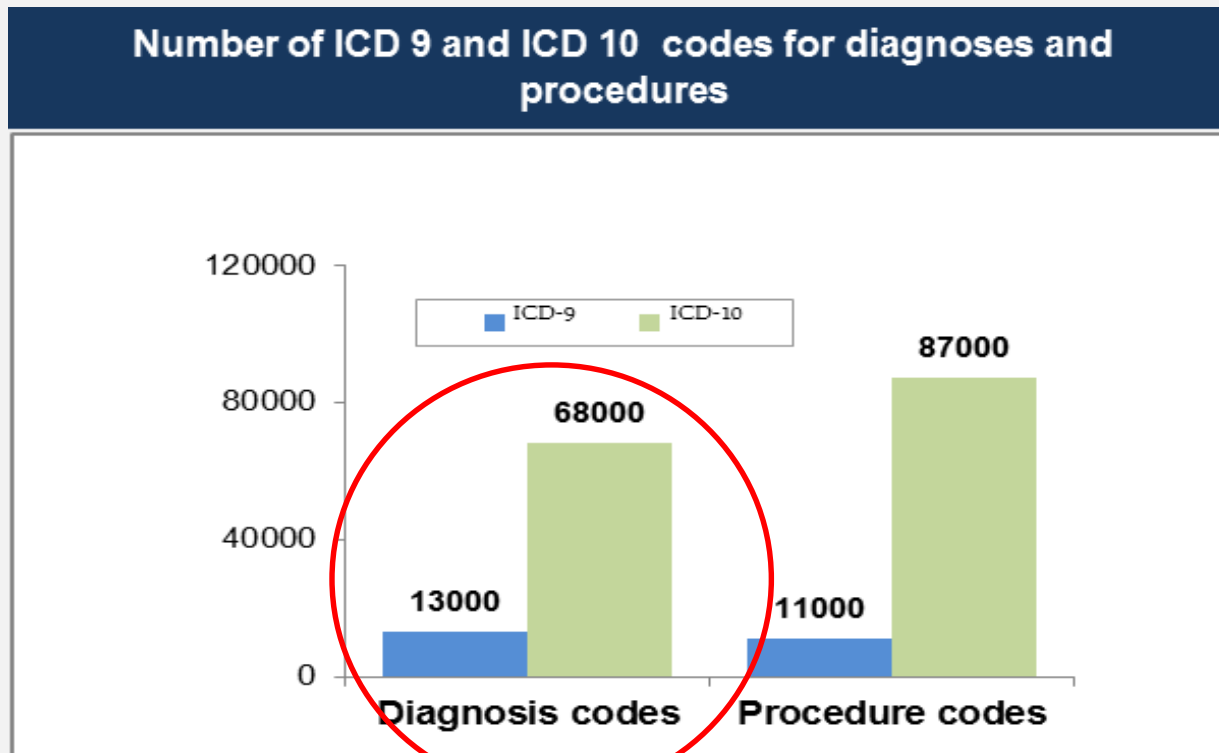 Number of ICD 9 and ICD 10 codes for diagnoses and
procedures
120000
ICD-9
ICD-10
87000
80000
68000
40000
13000
11000
0
Diagnosis codes
Procedure codes